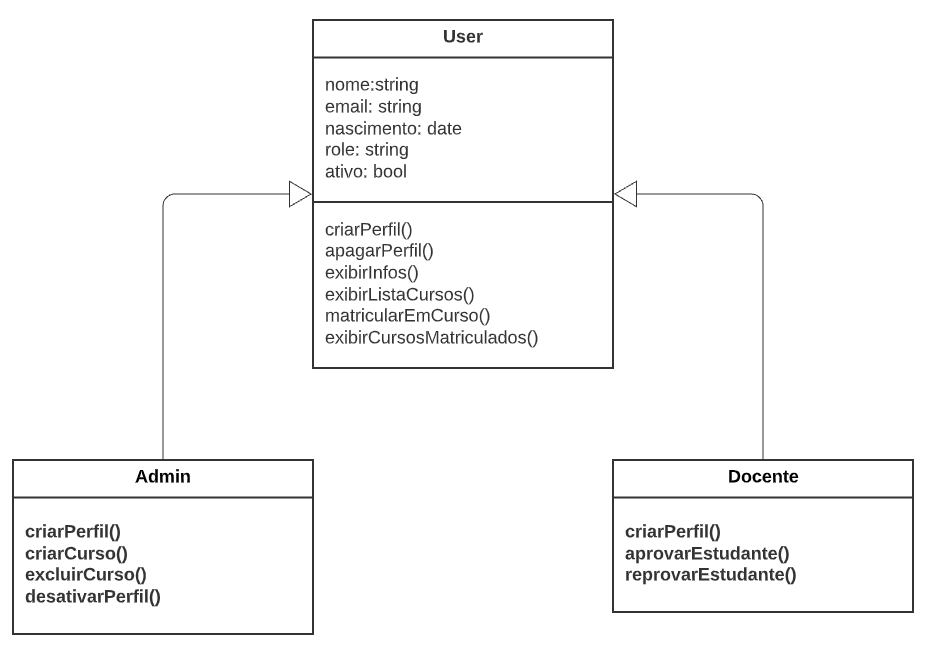 User
nome:string
email: string
nascimento: date
role: string
ativo: bool
criarPerfil()
apagarPerfil()
exibirInfos()
exibirListaCursos()
matricularEmCurso()
exibirCursosMatriculados()
Admin
criarPerfil()
criarCurso()
excluirCurso()
desativarPerfil()
Docente
criarPerfil()
aprovarEstudante()
reprovarEstudante()